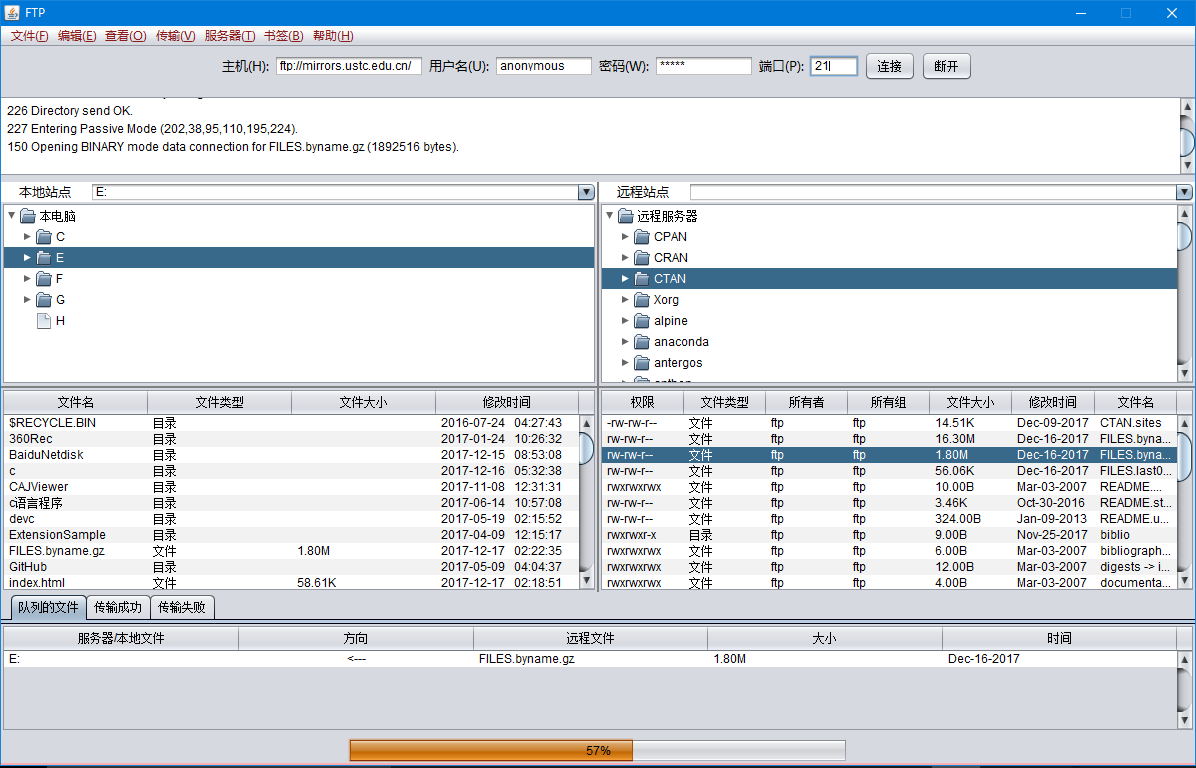 FTP
文件(F) 编辑(E) 查看(O) 传输(V) 服务器(T) 书签(B) 帮助(H)
主机(H): ftp://mirrors.ustc.edu.cn/ 用户名(U): anonymous 密码(W): ***** 端口(P): 21 连接 断开
226 Directory send OK.
227 Entering Passive Mode (202,38,95,110,195,224).
150 Opening BINARY mode data connection for FILES.byname.gz (1892516 bytes).
本地站点 E:
本电脑
C
E
F
G
H
远程站点
远程服务器
CPAN
CRAN
CTAN
Xorg
alpine
anaconda
antergos
文件名 文件类型 文件大小 修改时间
$RECYCLE.BIN 目录 2016-07-24 04:27:43
360Rec 目录 2017-01-24 10:26:32
BaiduNetdisk 目录 2017-12-15 08:53:08
c 目录 2017-12-16 05:32:38
CAJViewer 目录 2017-11-08 12:31:31
c语言程序 目录 2017-06-14 10:57:08
devc 目录 2017-05-19 02:15:52
ExtensionSample 目录 2017-04-09 12:15:17
FILES.byname.gz 文件 1.80M 2017-12-17 02:22:35
GitHub 目录 2017-05-09 04:04:37
index.html 文件 58.61K 2017-12-17 02:18:51
权限 文件类型 所有者 所有组 文件大小 修改时间 文件名
-rw-rw-r-- 文件 ftp ftp 14.51K Dec-09-2017 CTAN.sites
rw-rw-r-- 文件 ftp ftp 16.30M Dec-16-2017 FILES.byna...
rw-rw-r-- 文件 ftp ftp 1.80M Dec-16-2017 FILES.byna...
rw-rw-r-- 文件 ftp ftp 56.06K Dec-16-2017 FILES.last0...
rwxrwxrwx 文件 ftp ftp 10.00B Mar-03-2007 README....
rw-rw-r-- 文件 ftp ftp 3.46K Oct-30-2016 README.st...
rw-rw-r-- 文件 ftp ftp 324.00B Jan-09-2013 README.u...
rwxrwxr-x 目录 ftp ftp 9.00B Nov-25-2017 biblio
rwxrwxrwx 文件 ftp ftp 6.00B Mar-03-2007 bibliograph...
rwxrwxrwx 文件 ftp ftp 12.00B Mar-03-2007 digests -> i...
rwxrwxrwx 文件 ftp ftp 4.00B Mar-03-2007 documenta...
队列的文件 传输成功 传输失败
服务器/本地文件 方向 远程文件 大小 时间
E: <--- FILES.byname.gz 1.80M Dec-16-2017
57%